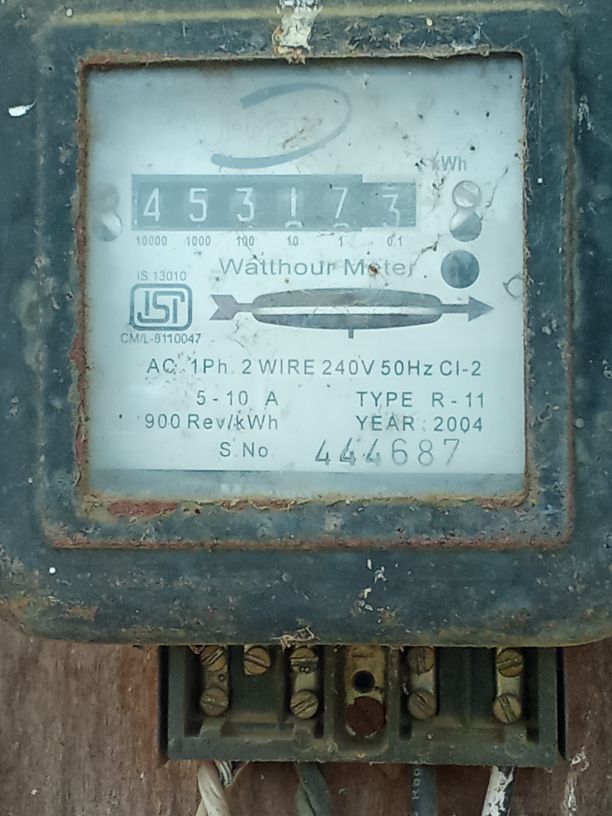 kWh
4 5 3 1 7 3
10000 1000 100 10 1 0.1
Watthour Meter
IS 13010
ISI
CM/L-8110047
AC 1Ph 2 WIRE 240V 50Hz Cl-2
5-10 A TYPE R-11
900 Rev/kWh YEAR : 2004
S.No 444687